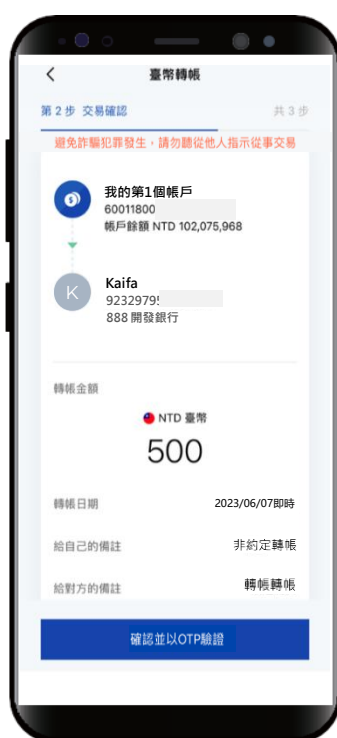 臺幣轉帳
第 2 步 交易確認 共 3 步
避免詐騙犯罪發生，請勿聽從他人指示從事交易
我的第1個帳戶
60011800
帳戶餘額 NTD 102,075,968
K
Kaifa
9232979
888 開發銀行
轉帳金額
NTD 臺幣
500
轉帳日期 2023/06/07即時
給自己的備註 非約定轉帳
給對方的備註 轉帳轉帳
確認並以OTP驗證